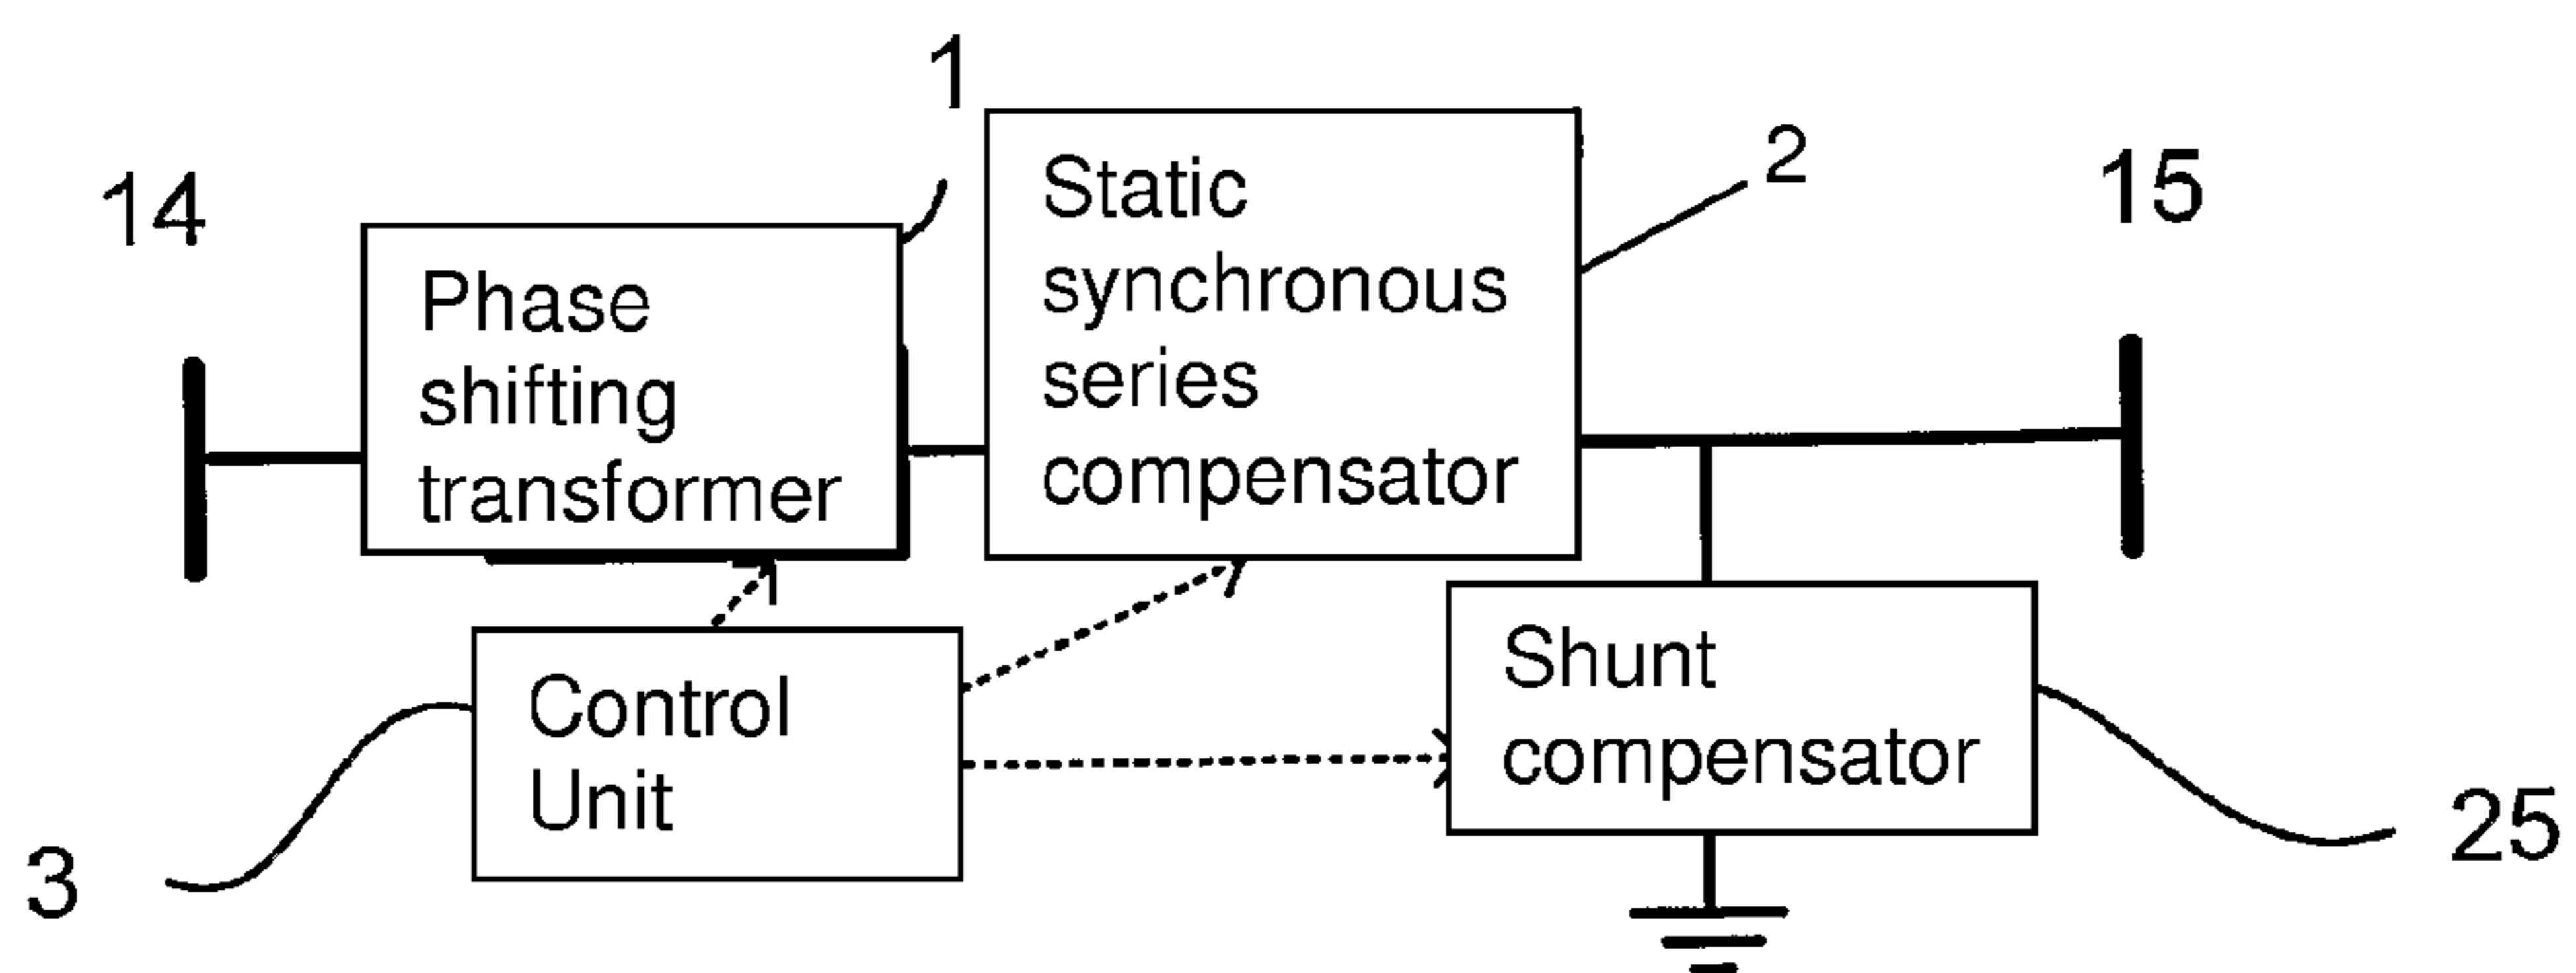 1
14
Phase
shifting
transformer
Static
synchronous
series
compensator
2
15
Control
Unit
3
Shunt
compensator
25